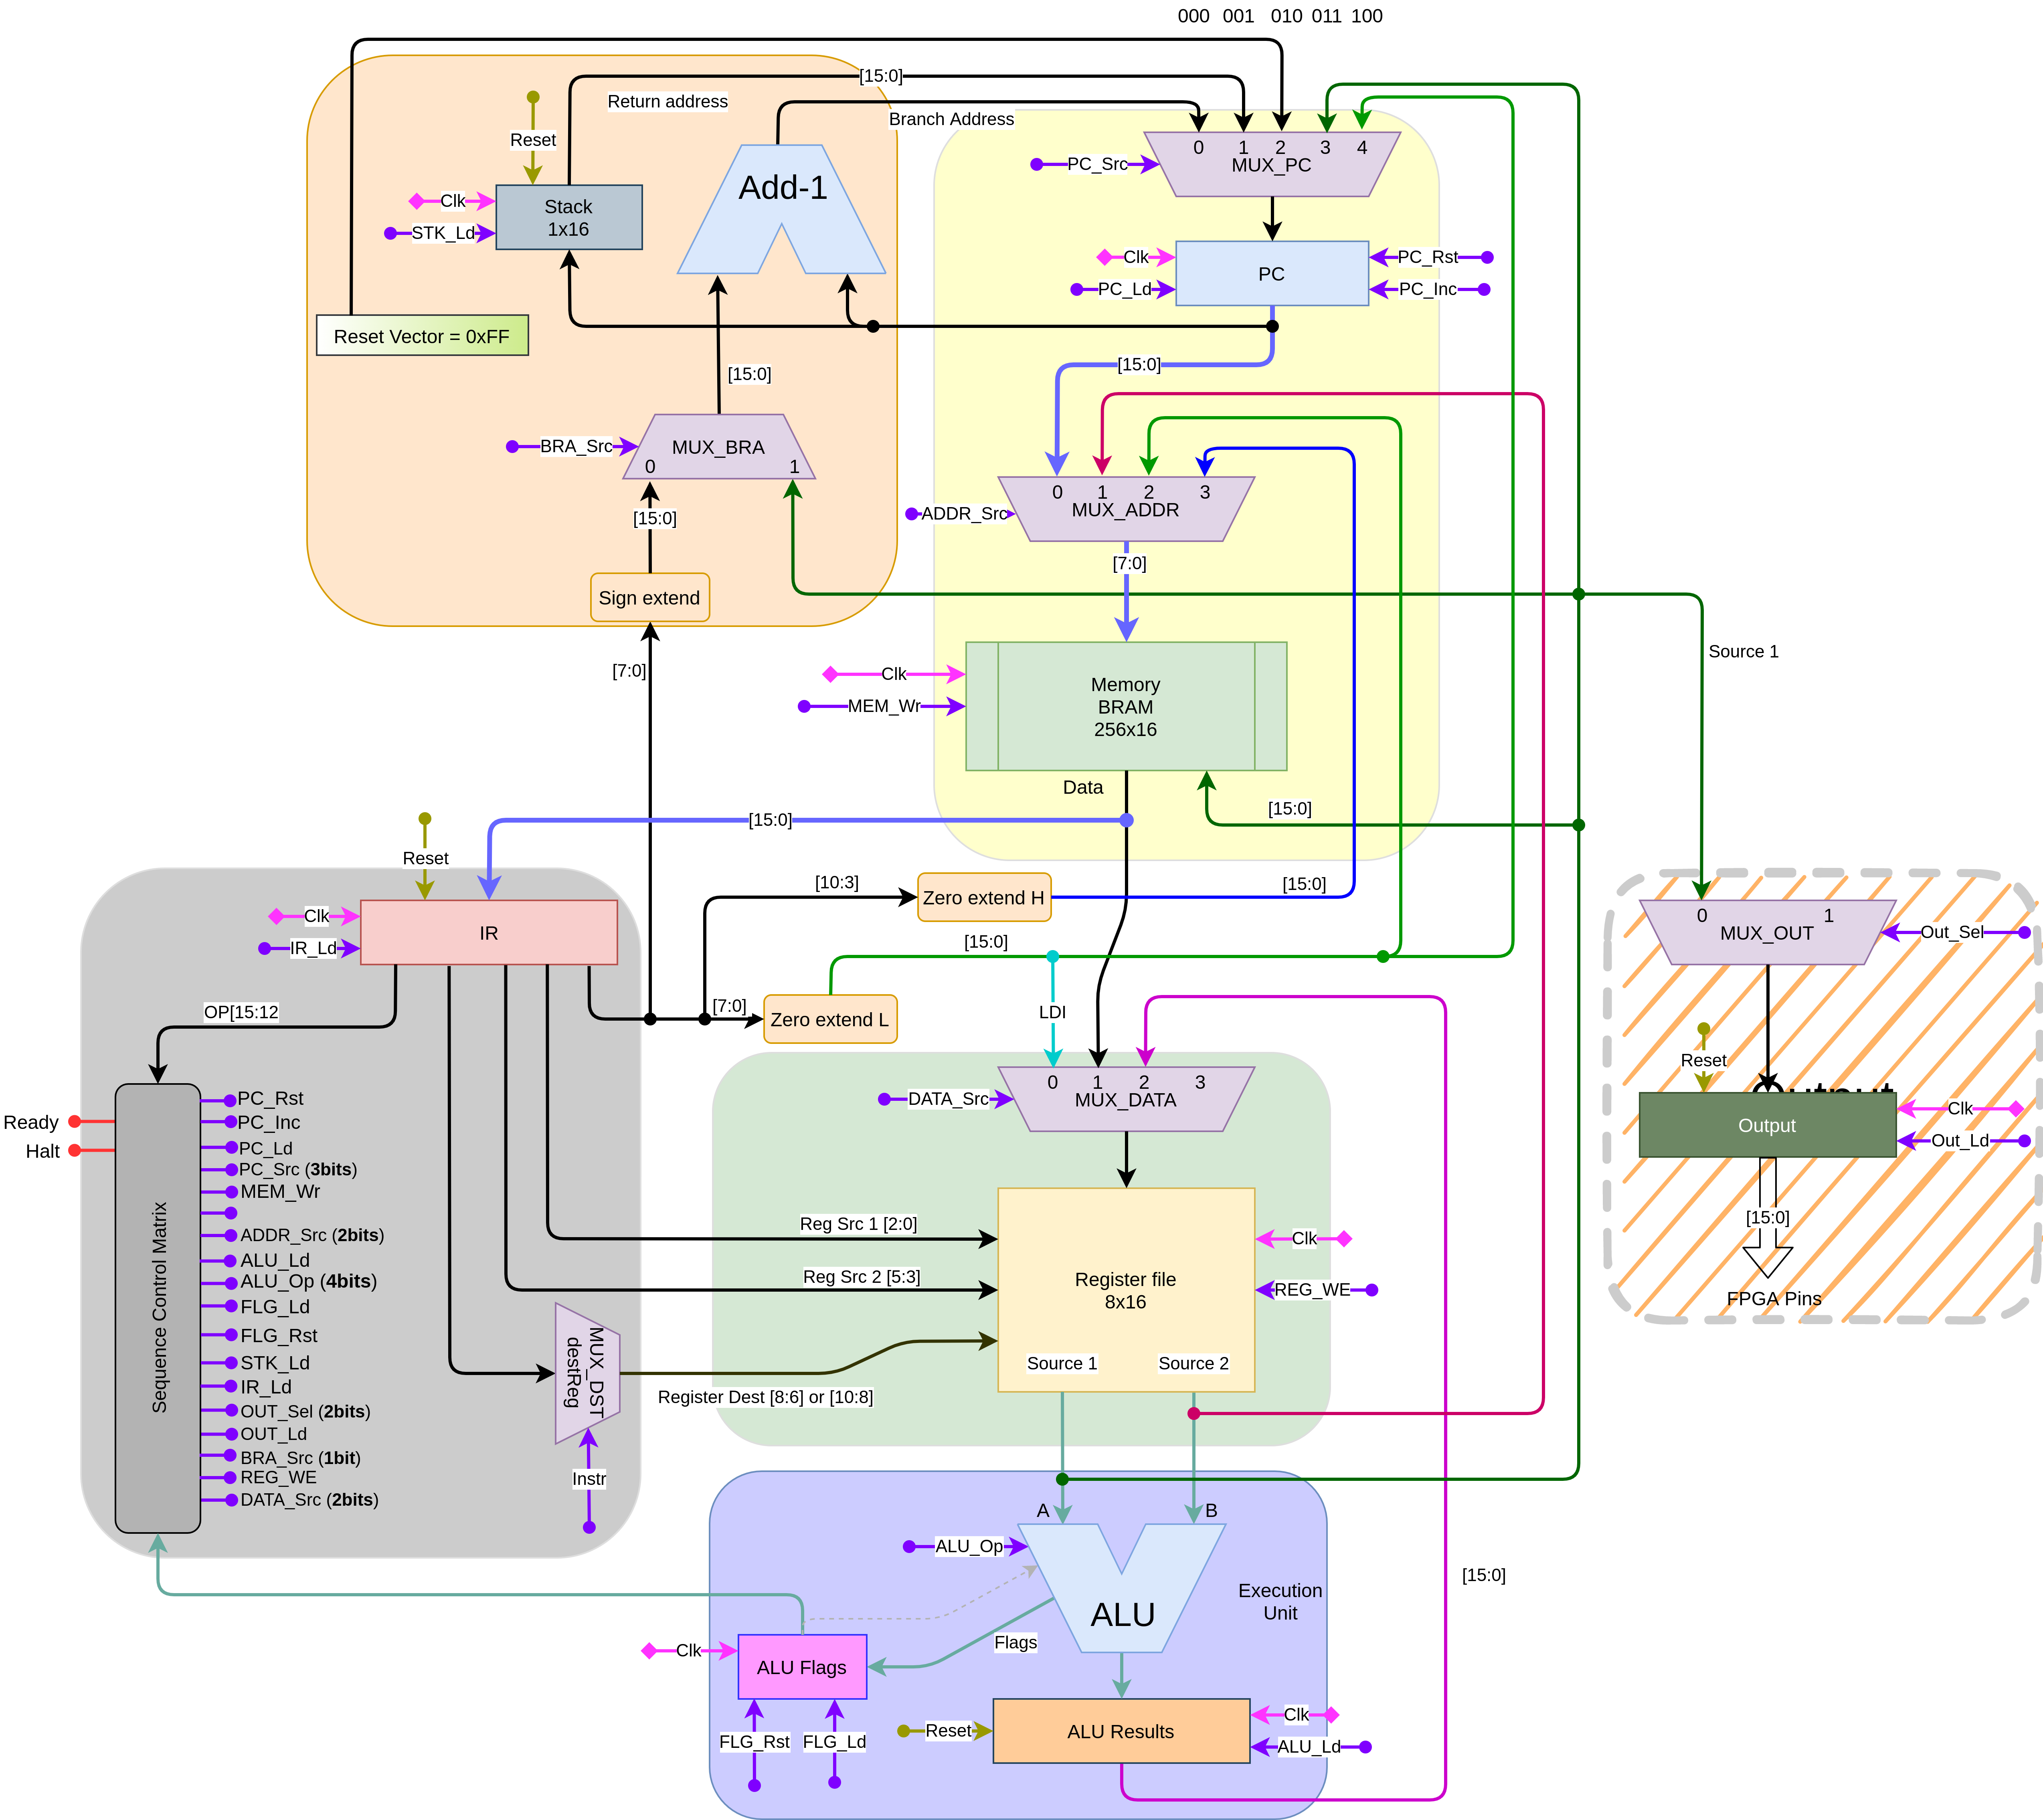 000 001 010 011 100
[15:0]
Return address
Branch Address
Reset
0 1 2 3 4
MUX_PC
PC_Src
Add-1
Clk
STK_Ld
Stack
1x16
Clk
PC_Ld
PC
PC_Rst
PC_Inc
Reset Vector = 0xFF
[15:0]
[15:0]
BRA_Src
MUX_BRA
0 1
0 1 2 3
MUX_ADDR
ADDR_Src
[15:0]
[7:0]
Sign extend
Source 1
[7:0]
Clk
MEM_Wr
Memory
BRAM
256x16
Data
[15:0]
[15:0]
Reset
[10:3]
Zero extend H
[15:0]
Clk
IR_Ld
IR
0 1
MUX_OUT
Out_Sel
[15:0]
OP[15:12
[7:0]
Zero extend L
LDI
Reset
0 1 2 3
MUX_DATA
DATA_Src
Output
Output
Clk
Out_Ld
[15:0]
FPGA Pins
Ready
Halt
Sequence Control Matrix
PC_Rst
PC_Inc
PC_Ld
PC_Src (3bits)
MEM_Wr
ADDR_Src (2bits)
ALU_Ld
ALU_Op (4bits)
FLG_Ld
FLG_Rst
STK_Ld
IR_Ld
OUT_Sel (2bits)
OUT_Ld
BRA_Src (1bit)
REG_WE
DATA_Src (2bits)
Reg Src 1 [2:0]
Reg Src 2 [5:3]
Register file
8x16
Clk
REG_WE
MUX_DST
destReg
Source 1
Source 2
Register Dest [8:6] or [10:8]
Instr
A
B
ALU_Op
ALU
Execution
Unit
[15:0]
Flags
Clk
ALU Flags
FLG_Rst
FLG_Ld
Reset
ALU Results
Clk
ALU_Ld